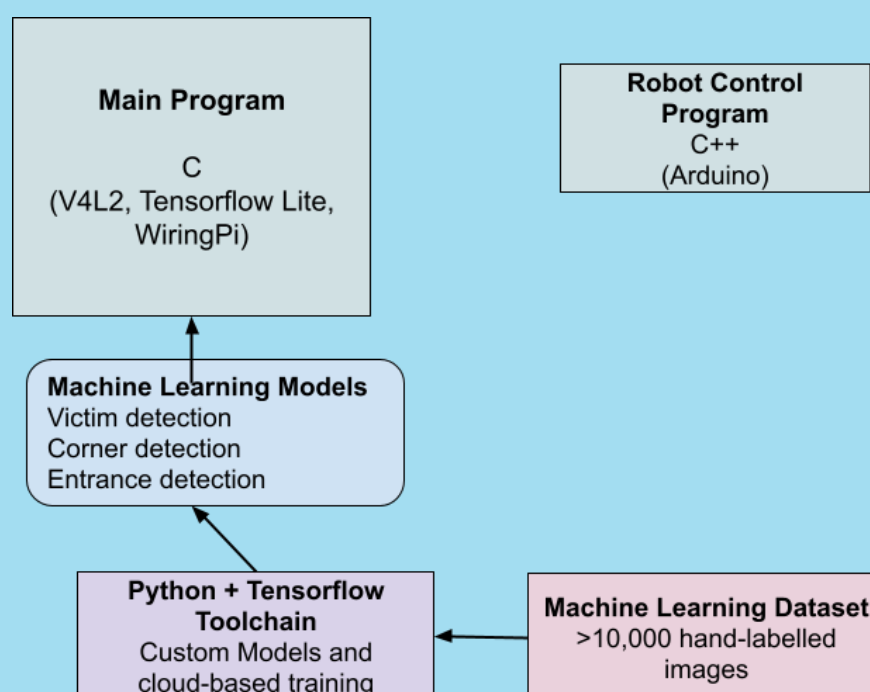 Main Program
C
(V4L2, Tensorflow Lite,
WiringPi)
Robot Control
Program
C++
(Arduino)
Machine Learning Models
Victim detection
Corner detection
Entrance detection
Python + Tensorflow
Toolchain
Custom Models and
cloud-based training
Machine Learning Dataset
>10,000 hand-labelled
images